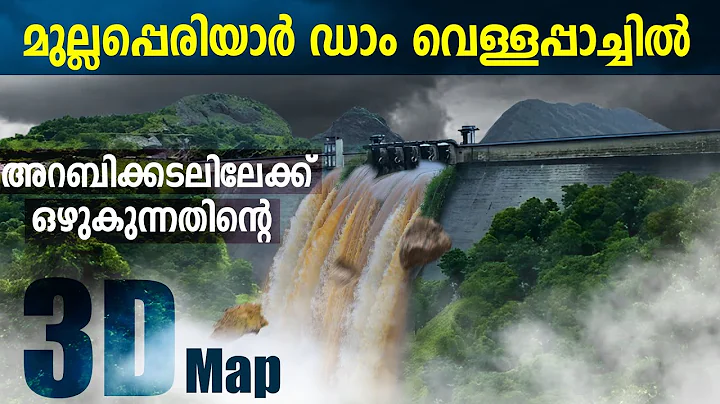 മുല്ലപ്പെരിയാർ ഡാം വെള്ളപ്പാച്ചിൽ
അറബിക്കടലിലേക്ക്
ഒഴുകുന്നതിന്റെ
3D Map